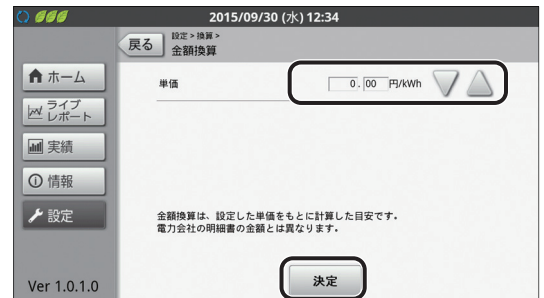 2015/09/30 (水) 12:34
戻る
設定 > 換算 >
金額換算
ホーム
ライブ
レポート
実績
情報
設定
Ver 1.0.1.0
単価
0 . 00 円/kWh
金額換算は、設定した単価をもとに計算した目安です。
電力会社の明細書の金額とは異なります。
決定